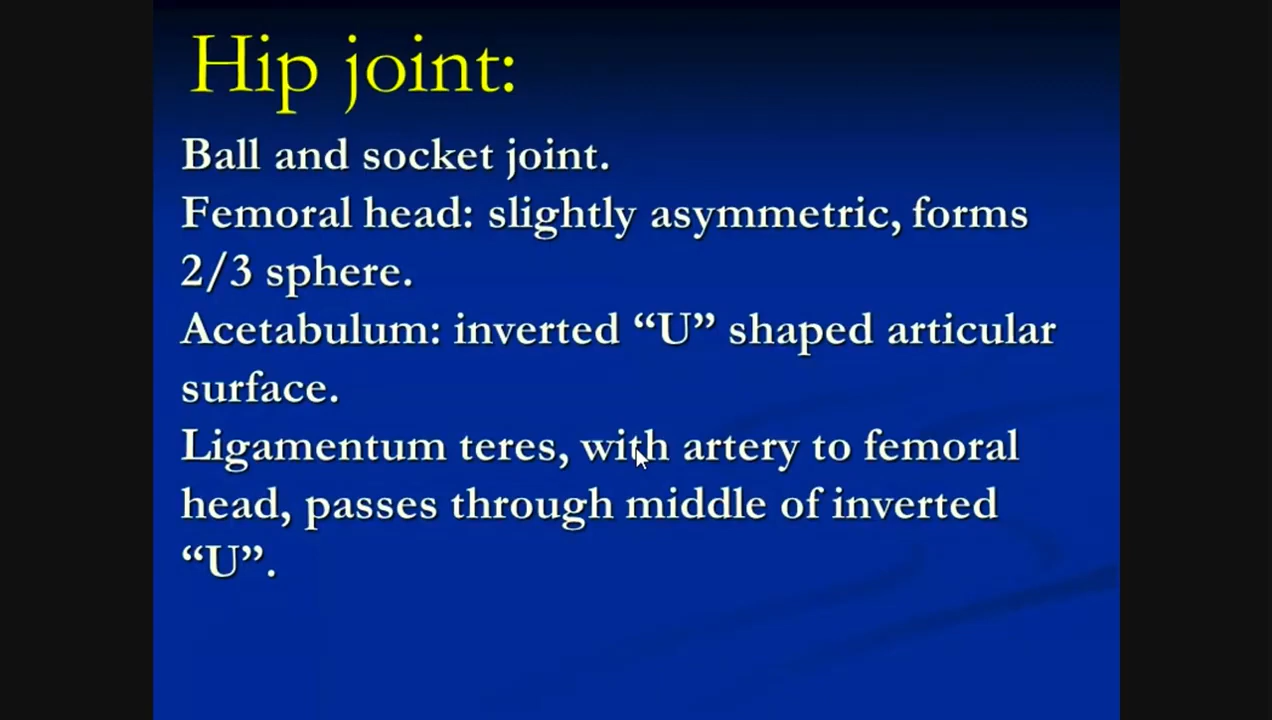 Hip joint:
Ball and socket joint.
Femoral head: slightly asymmetric, forms
2/3 sphere.
Acetabulum: inverted “U” shaped articular
surface.
Ligamentum teres, with artery to femoral
head, passes through middle of inverted
“U”.